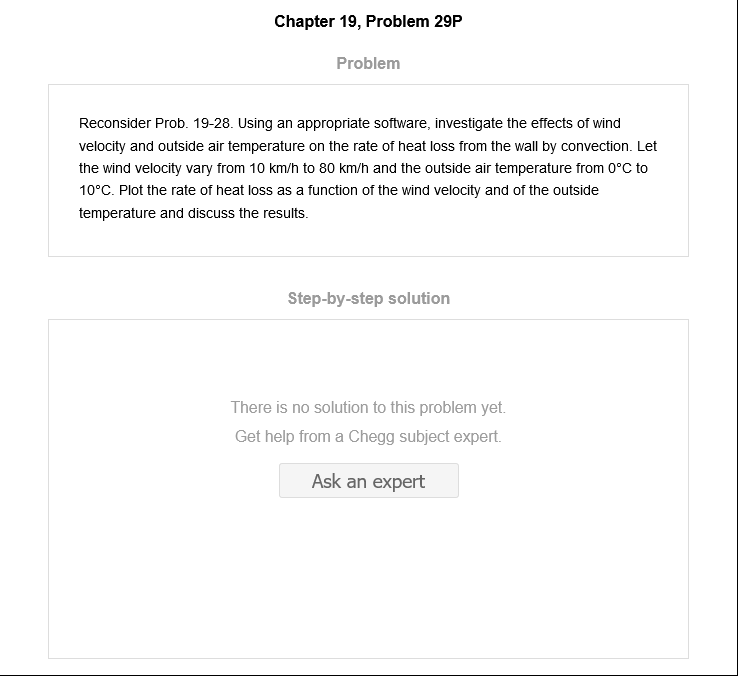 Chapter 19, Problem 29P
Problem
Reconsider Prob. 19-28. Using an appropriate software, investigate the effects of wind
velocity and outside air temperature on the rate of heat loss from the wall by convection. Let
the wind velocity vary from 10 km/h to 80 km/h and the outside air temperature from 0°C to
10°C. Plot the rate of heat loss as a function of the wind velocity and of the outside
temperature and discuss the results.
Step-by-step solution
There is no solution to this problem yet.
Get help from a Chegg subject expert.
Ask an expert